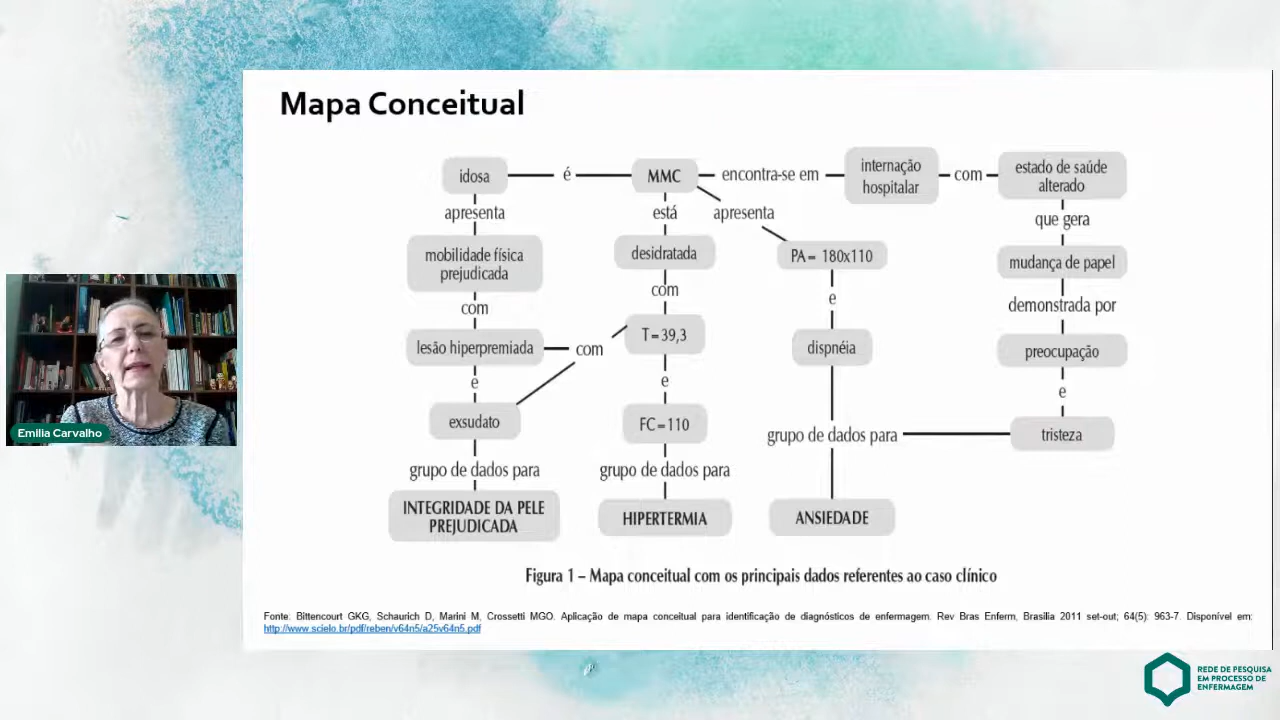 Mapa Conceitual
idosa
é
MMC
encontra-se em
internação
hospitalar
com
estado de saúde
alterado
apresenta
está
apresenta
que gera
mobilidade física
prejudicada
desidratada
PA = 180x110
mudança de papel
com
com
e
demonstrada por
lesão hiperpremiada
com
T = 39,3
dispnéia
preocupação
e
e
e
exsudato
FC = 110
grupo de dados para
tristeza
grupo de dados para
grupo de dados para
INTEGRIDADE DA PELE
PREJUDICADA
HIPERTERMIA
ANSIEDADE
Figura 1 – Mapa conceitual com os principais dados referentes ao caso clínico
Fonte: Bittencourt GKG, Schaurich D, Marini M, Crossetti MGO. Aplicação de mapa conceitual para identificação de diagnósticos de enfermagem. Rev Bras Enferm, Brasilia 2011 set-out; 64(5): 963-7. Disponível em:
http://www.scielo.br/pdf/reben/v64n5/a25v64n5.pdf
Emilia Carvalho
REDE DE PESQUISA
EM PROCESSO DE
ENFERMAGEM